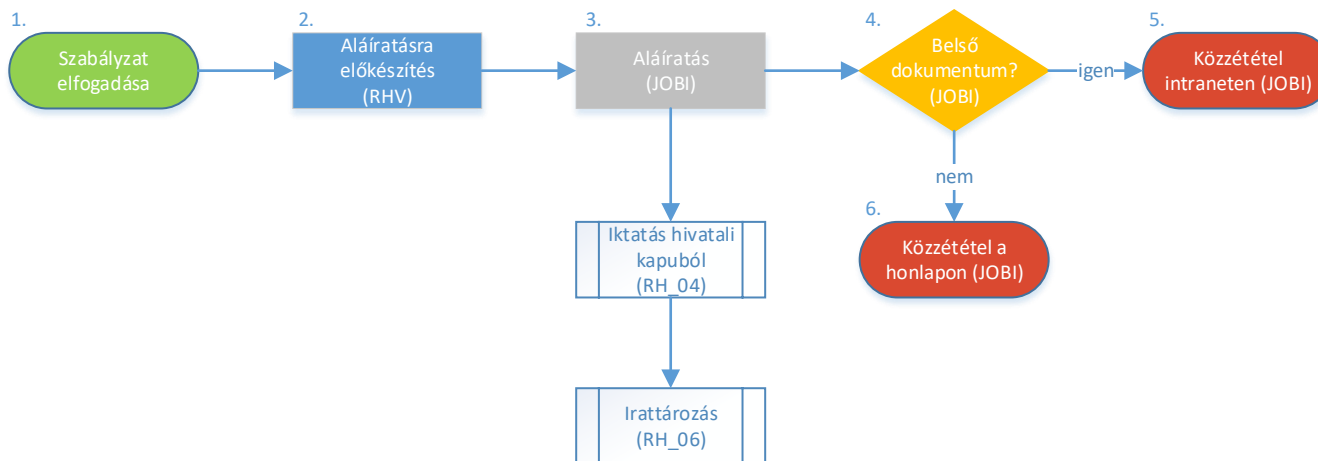 1.
Szabályzat
elfogadása
2.
Aláíratásra
előkészítés
(RHV)
3.
Aláíratás
(JOBI)
4.
Belső
dokumentum?
(JOBI)
igen
5.
Közzététel
intraneten (JOBI)
nem
6.
Közzététel a
honlapon (JOBI)
Iktatás hivatali
kapuból
(RH_04)
Irattározás
(RH_06)